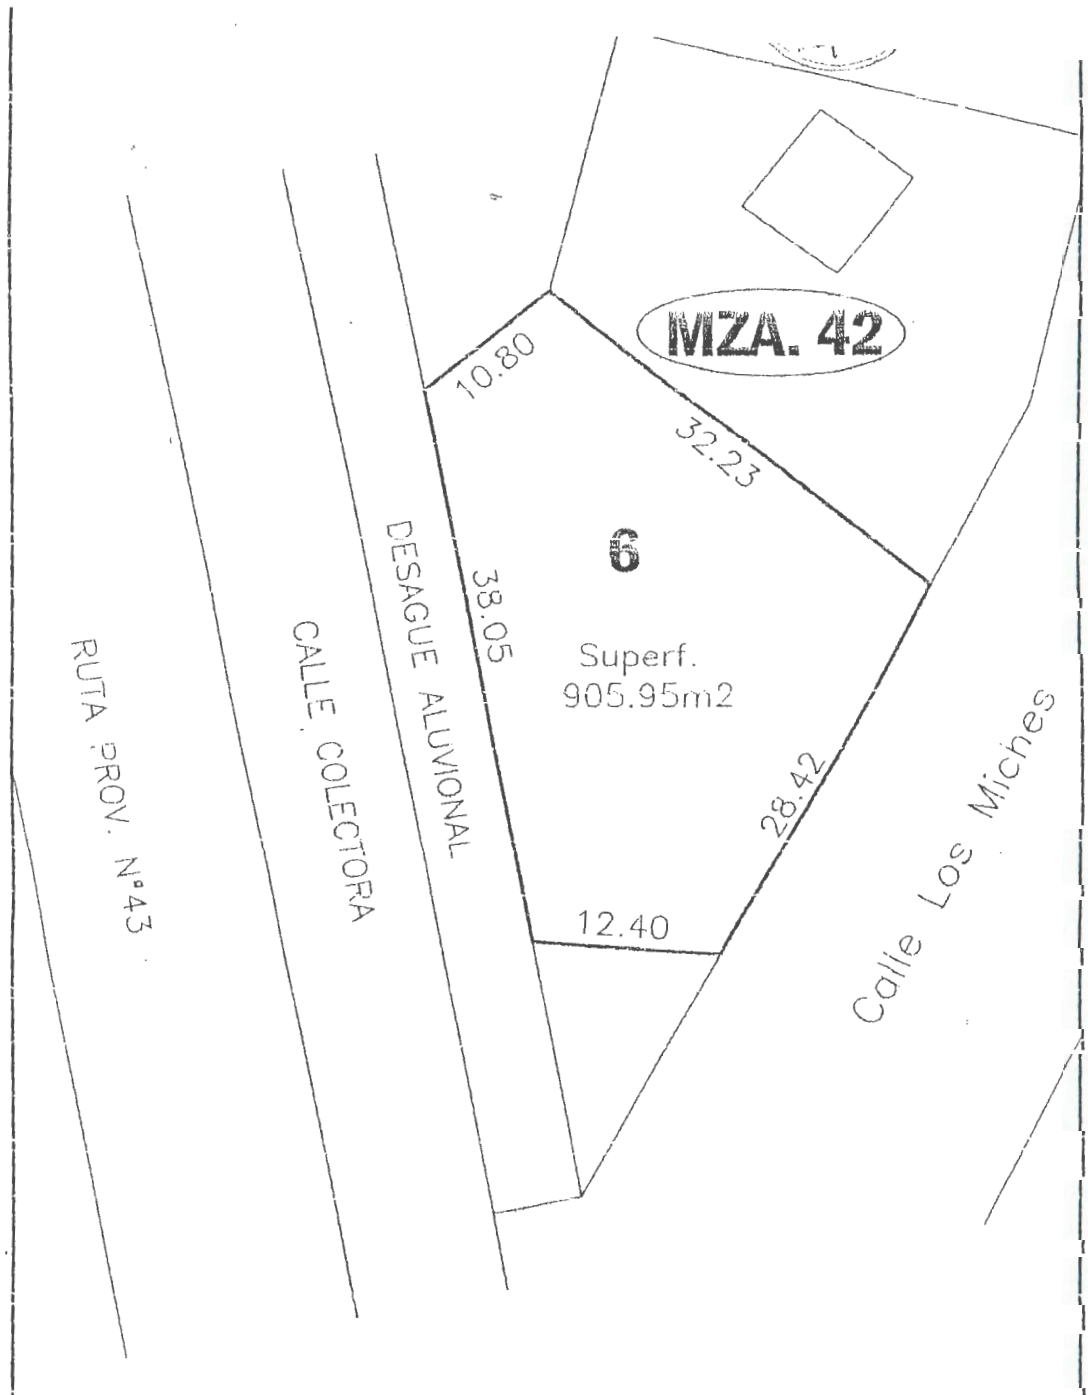 MZA. 42
10.80
32.23
6
38.05
Superf.
905.95m2
DESAGUE ALUVIONAL
CALLE COLECTORA
RUTA PROV. N°43
28.42
12.40
Calle Los Miches